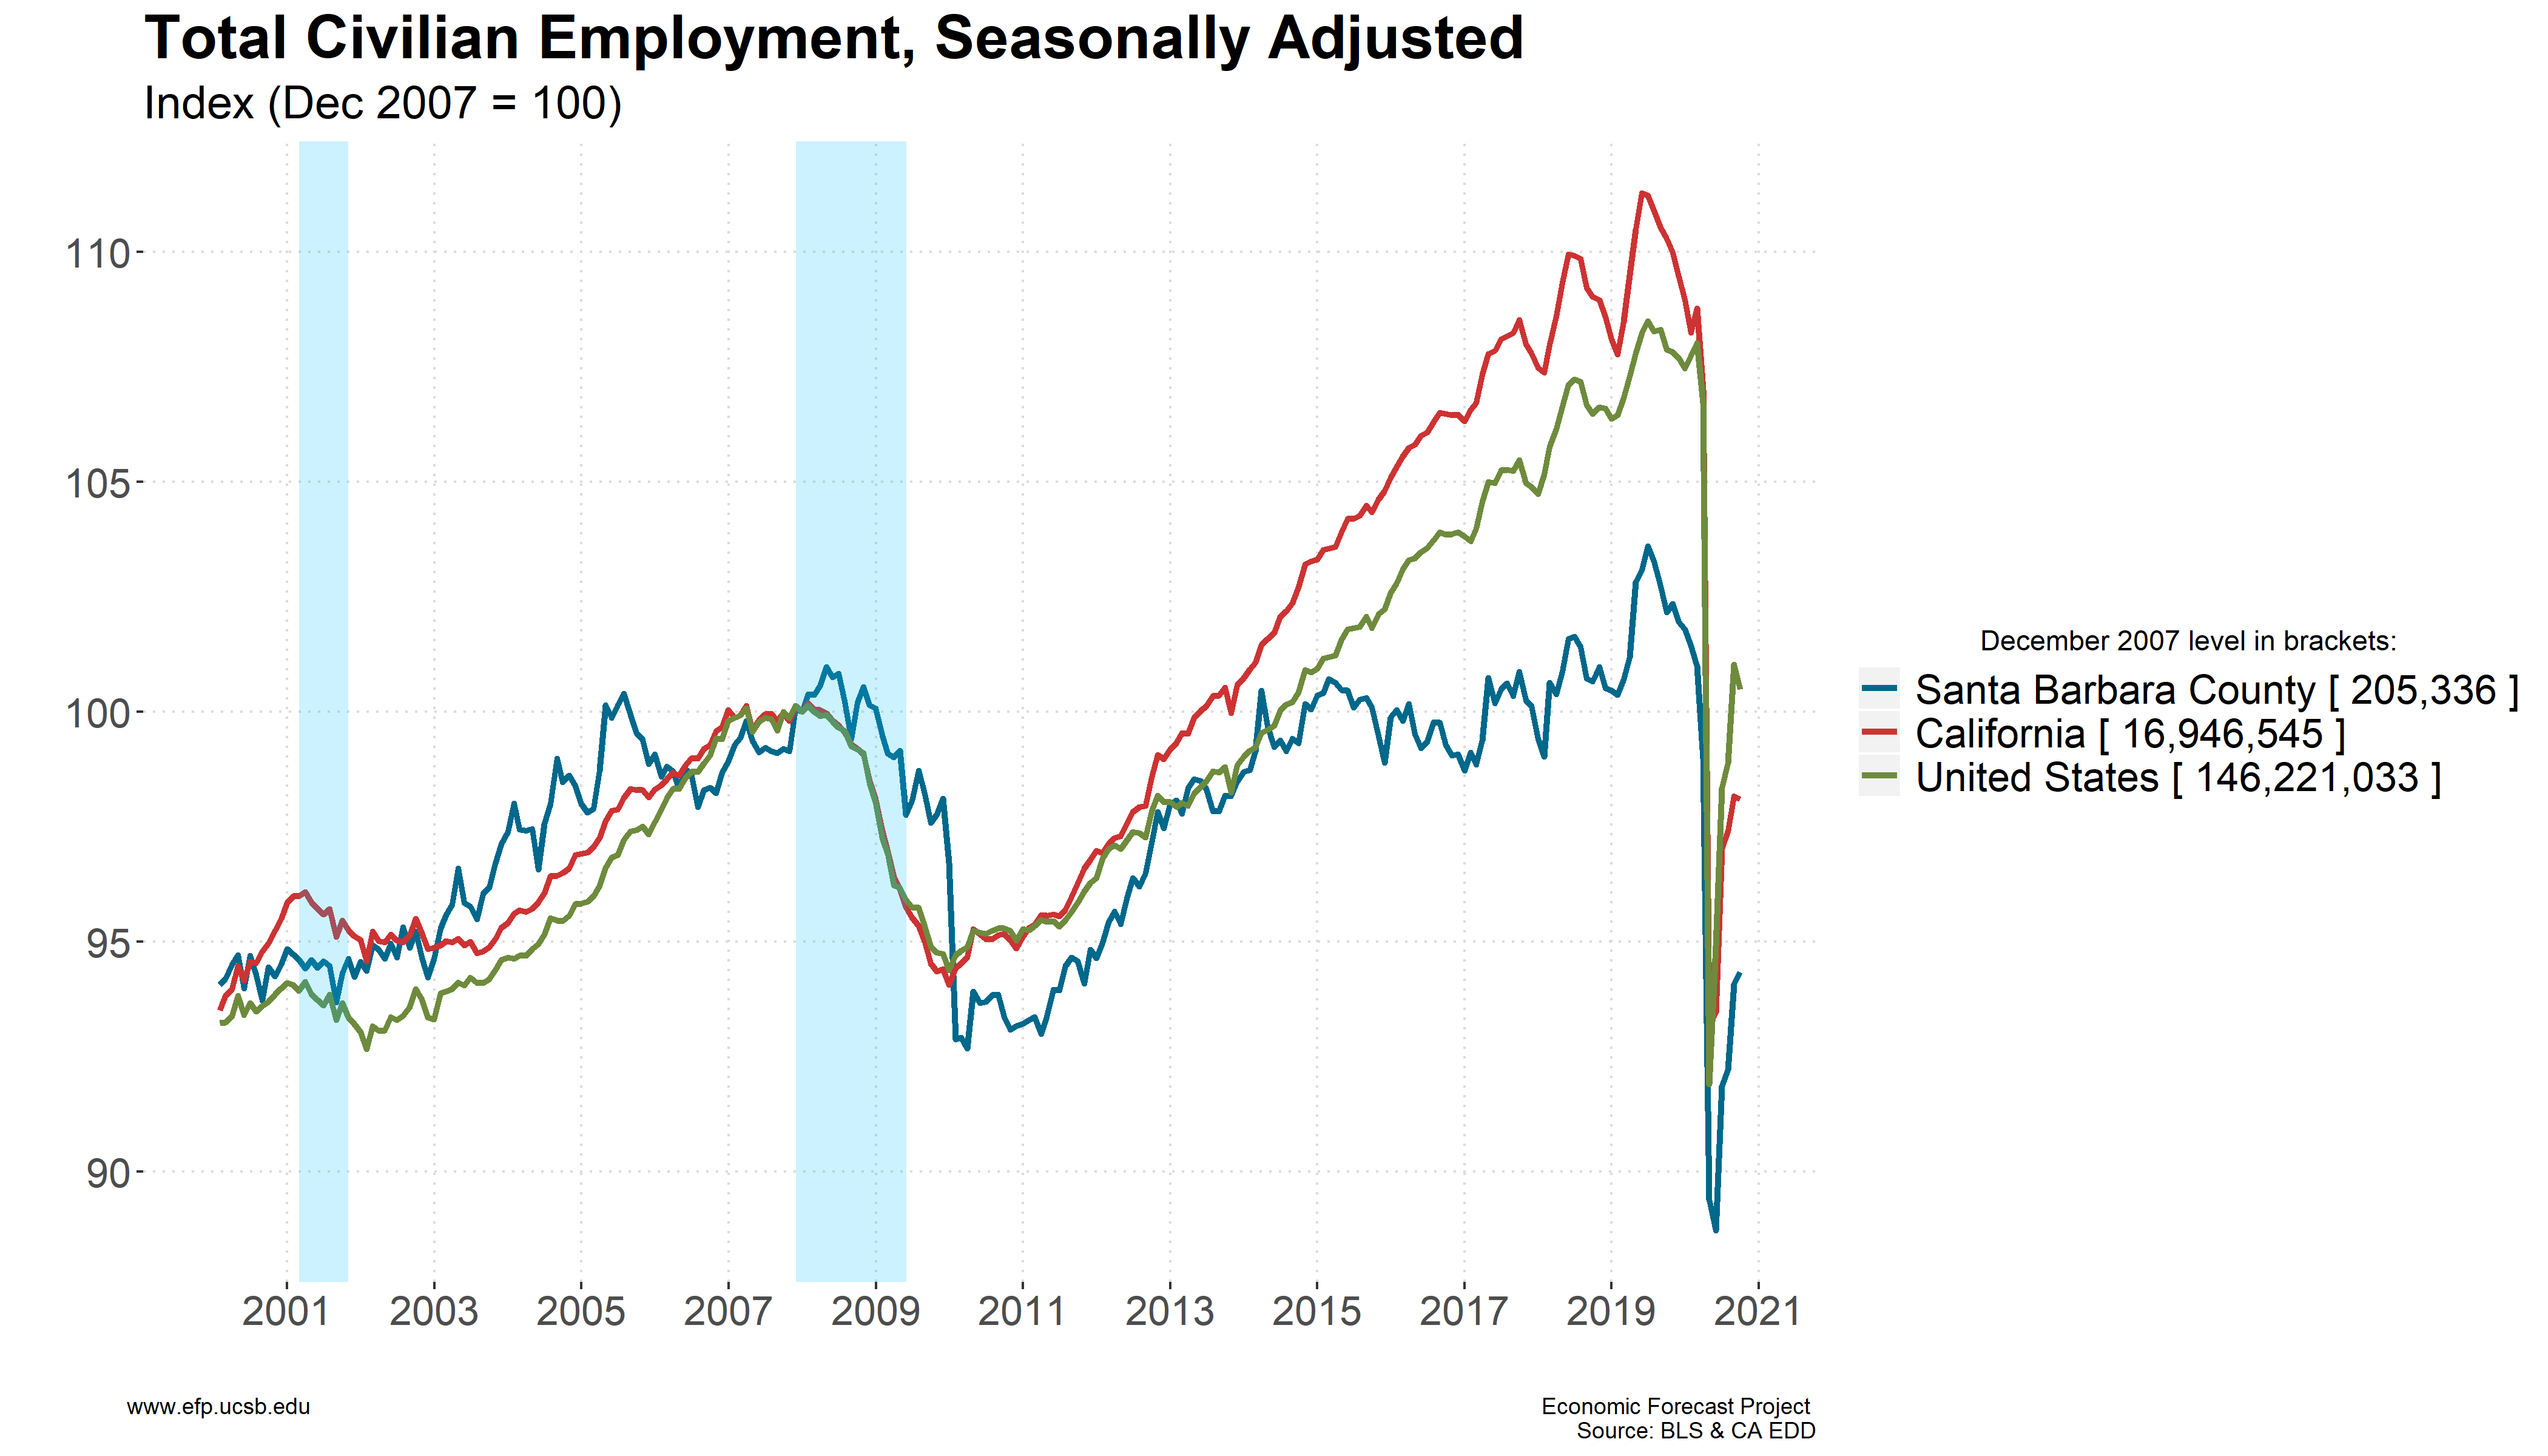 Total Civilian Employment, Seasonally Adjusted
Index (Dec 2007 = 100)
110
105
100
95
90
2001 2003 2005 2007 2009 2011 2013 2015 2017 2019 2021
December 2007 level in brackets:
Santa Barbara County [ 205,336 ]
California [ 16,946,545 ]
United States [ 146,221,033 ]
www.efp.ucsb.edu
Economic Forecast Project
Source: BLS & CA EDD